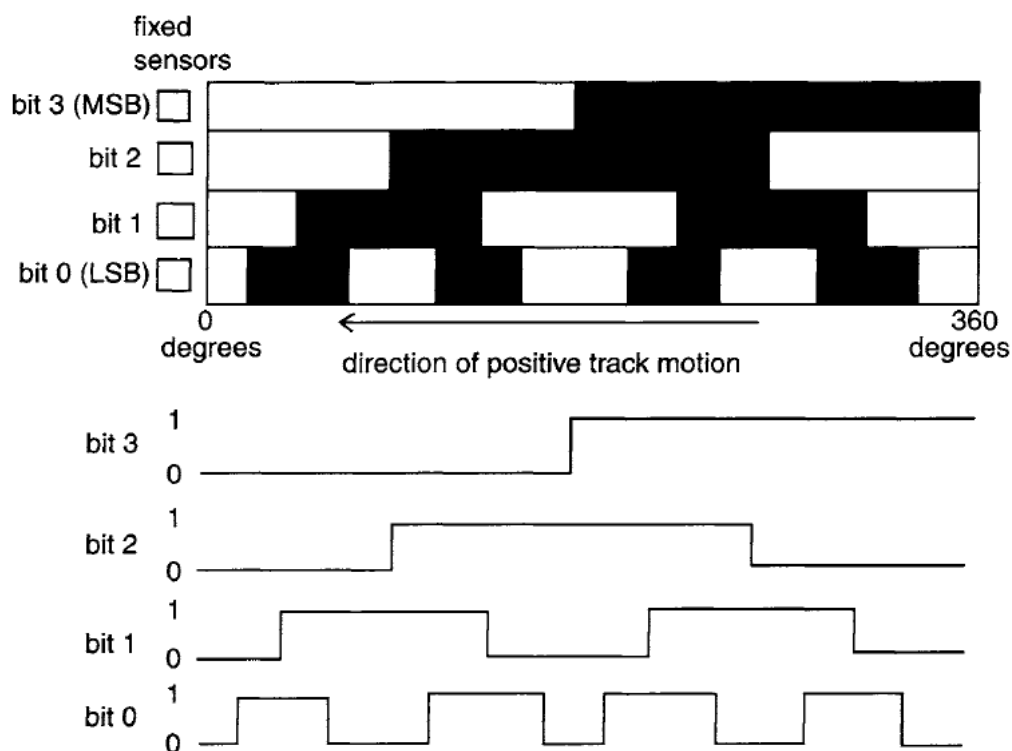 fixed
sensors
bit 3 (MSB)
bit 2
bit 1
bit 0 (LSB)
0
degrees
360
degrees
direction of positive track motion
1
bit 3
0
1
bit 2
0
1
bit 1
0
1
bit 0
0